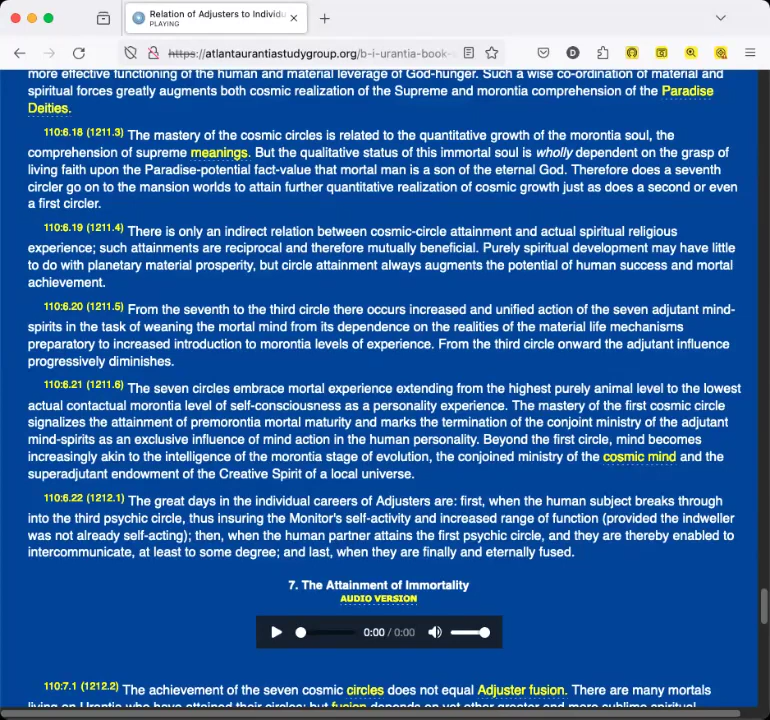 Relation of Adjusters to Individu
PLAYING
https://atlantaurantiastudygroup.org/b-i-urantia-book-
more effective functioning of the human and material leverage of God-hunger. Such a wise co-ordination of material and
spiritual forces greatly augments both cosmic realization of the Supreme and morontia comprehension of the Paradise
Deities.
110:6.18 (1211.3) The mastery of the cosmic circles is related to the quantitative growth of the morontia soul, the
comprehension of supreme meanings. But the qualitative status of this immortal soul is wholly dependent on the grasp of
living faith upon the Paradise-potential fact-value that mortal man is a son of the eternal God. Therefore does a seventh
circler go on to the mansion worlds to attain further quantitative realization of cosmic growth just as does a second or even
a first circler.
110:6.19 (1211.4) There is only an indirect relation between cosmic-circle attainment and actual spiritual religious
experience; such attainments are reciprocal and therefore mutually beneficial. Purely spiritual development may have little
to do with planetary material prosperity, but circle attainment always augments the potential of human success and mortal
achievement.
110:6.20 (1211.5) From the seventh to the third circle there occurs increased and unified action of the seven adjutant mind-
spirits in the task of weaning the mortal mind from its dependence on the realities of the material life mechanisms
preparatory to increased introduction to morontia levels of experience. From the third circle onward the adjutant influence
progressively diminishes.
110:6.21 (1211.6) The seven circles embrace mortal experience extending from the highest purely animal level to the lowest
actual contactual morontia level of self-consciousness as a personality experience. The mastery of the first cosmic circle
signalizes the attainment of premorontia mortal maturity and marks the termination of the conjoint ministry of the adjutant
mind-spirits as an exclusive influence of mind action in the human personality. Beyond the first circle, mind becomes
increasingly akin to the intelligence of the morontia stage of evolution, the conjoined ministry of the cosmic mind and the
superadjutant endowment of the Creative Spirit of a local universe.
110:6.22 (1212.1) The great days in the individual careers of Adjusters are: first, when the human subject breaks through
into the third psychic circle, thus insuring the Monitor's self-activity and increased range of function (provided the indweller
was not already self-acting); then, when the human partner attains the first psychic circle, and they are thereby enabled to
intercommunicate, at least to some degree; and last, when they are finally and eternally fused.
7. The Attainment of Immortality
AUDIO VERSION
0:00 / 0:00
110:7.1 (1212.2) The achievement of the seven cosmic circles does not equal Adjuster fusion. There are many mortals
living on Urantia who have attained their circles; but fusion depends on yet other greater and more sublime spiritual